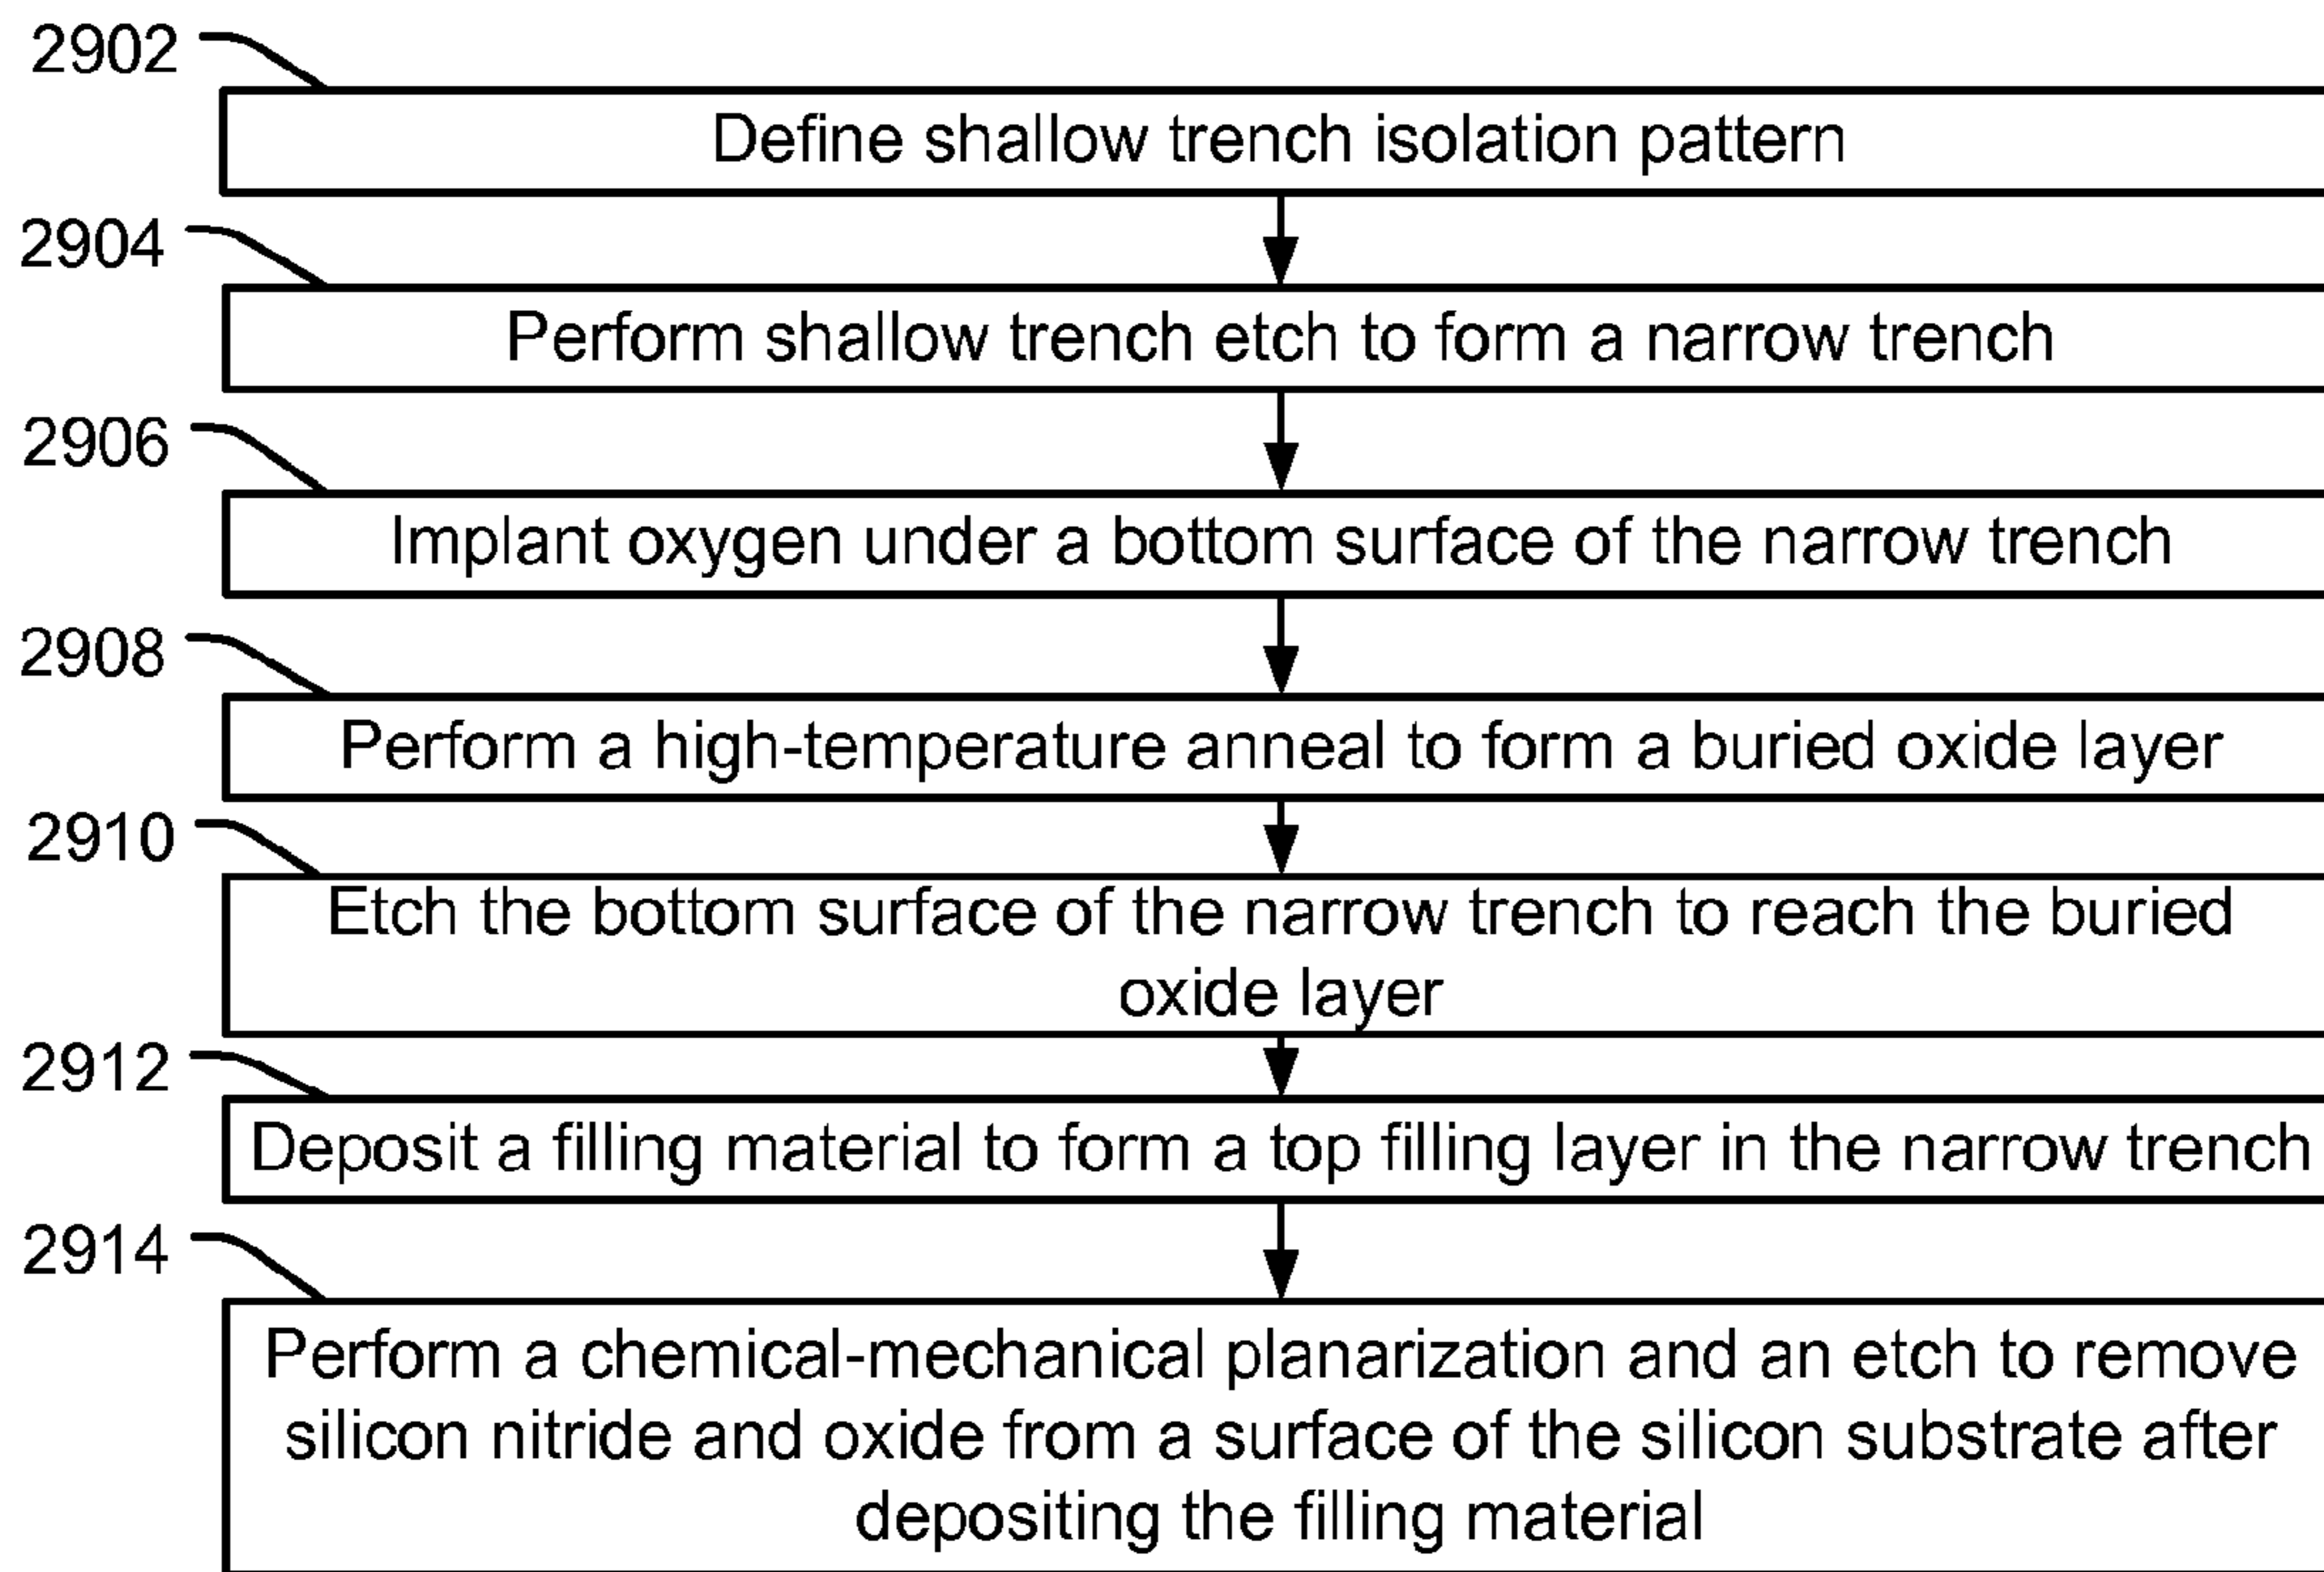 2902
Define shallow trench isolation pattern
2904
Perform shallow trench etch to form a narrow trench
2906
Implant oxygen under a bottom surface of the narrow trench
2908
Perform a high-temperature anneal to form a buried oxide layer
2910
Etch the bottom surface of the narrow trench to reach the buried
oxide layer
2912
Deposit a filling material to form a top filling layer in the narrow trench
2914
Perform a chemical-mechanical planarization and an etch to remove
silicon nitride and oxide from a surface of the silicon substrate after
depositing the filling material